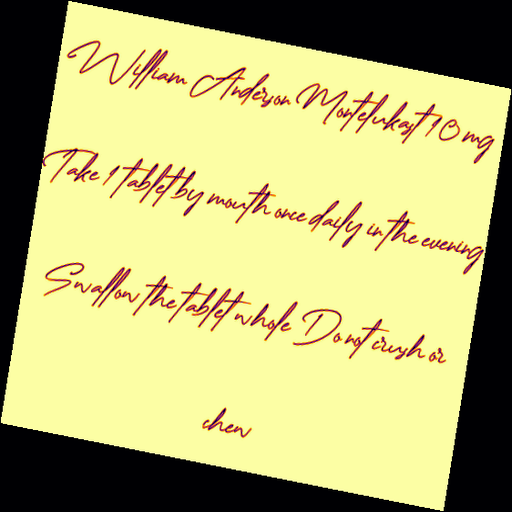 William Anderson Montelukast 10 mg
Take 1 tablet by mouth once daily in the evening
Swallow the tablet whole Do not crush or
chew